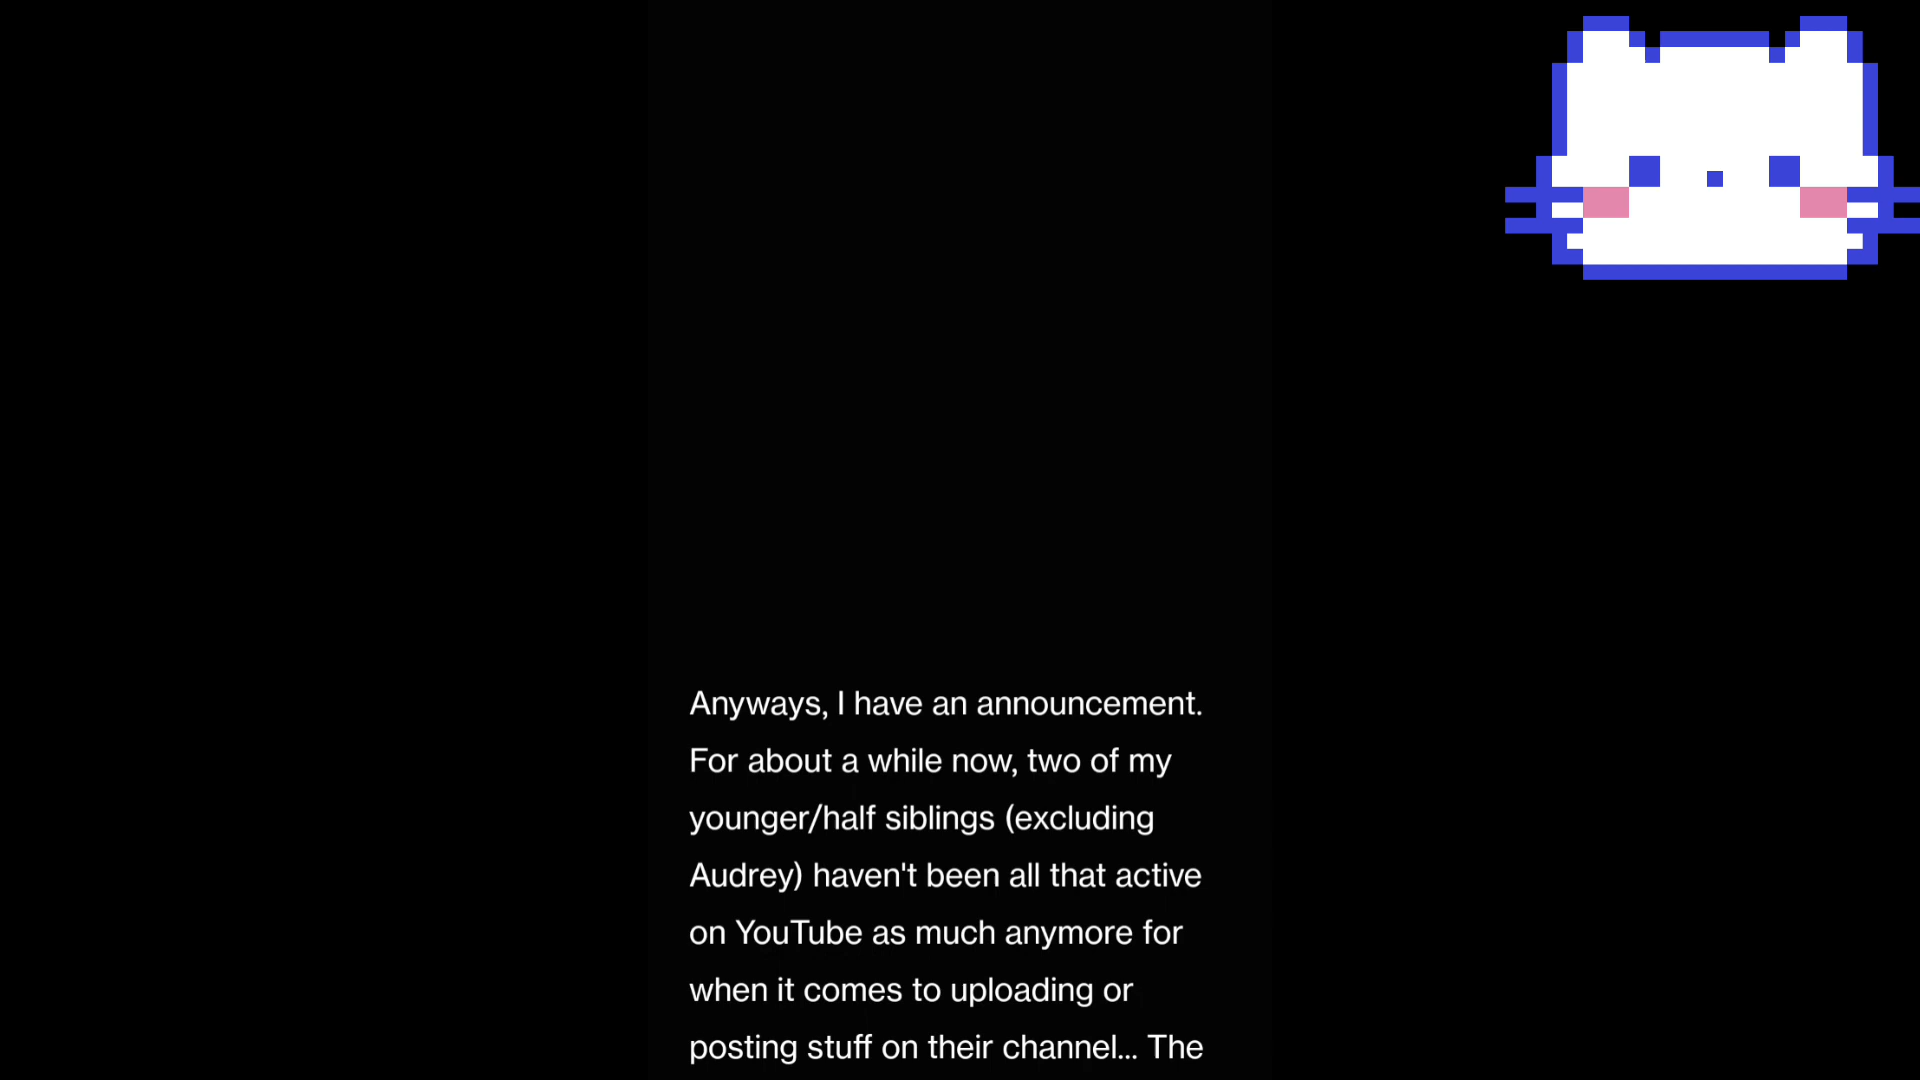 Anyways, I have an announcement.
For about a while now, two of my
younger/half siblings (excluding
Audrey) haven't been all that active
on YouTube as much anymore for
when it comes to uploading or
posting stuff on their channel... The